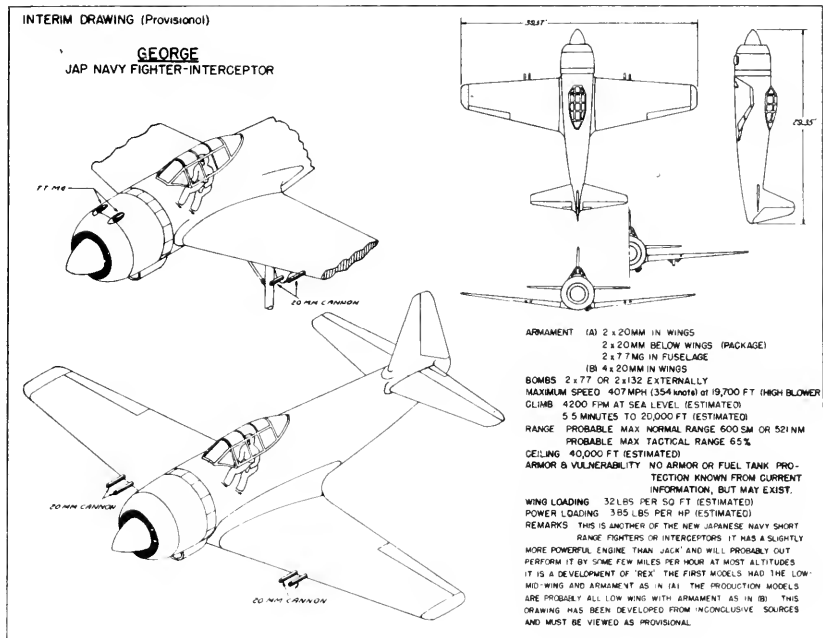 INTERIM DRAWING (Provisional)
GEORGE
JAP NAVY FIGHTER-INTERCEPTOR
7.7 MG
20 MM CANNON
20 MM CANNON
20 MM CANNON
29.35
ARMAMENT (A) 2 x 20MM IN WINGS
2 x 20MM BELOW WINGS (PACKAGE)
2 x 7.7 MG IN FUSELAGE
(B) 4 x 20MM IN WINGS
BOMBS 2 x 77 OR 2 x 132 EXTERNALLY
MAXIMUM SPEED 407 MPH (354 knots) at 19,700 FT (HIGH BLOWER
CLIMB 4200 FPM AT SEA LEVEL (ESTIMATED)
5.5 MINUTES TO 20,000 FT (ESTIMATED)
RANGE PROBABLE MAX NORMAL RANGE 600 SM OR 521 NM
PROBABLE MAX TACTICAL RANGE 65%
CEILING 40,000 FT (ESTIMATED)
ARMOR & VULNERABILITY NO ARMOR OR FUEL TANK PRO-
TECTION KNOWN FROM CURRENT
INFORMATION, BUT MAY EXIST.
WING LOADING 32 LBS PER SQ FT (ESTIMATED)
POWER LOADING 3.85 LBS PER HP (ESTIMATED)
REMARKS THIS IS ANOTHER OF THE NEW JAPANESE NAVY SHORT
RANGE FIGHTERS OR INTERCEPTORS IT HAS A SLIGHTLY
MORE POWERFUL ENGINE THAN 'JACK' AND WILL PROBABLY OUT
PERFORM IT BY SOME FEW MILES PER HOUR AT MOST ALTITUDES
IT IS A DEVELOPMENT OF 'REX' THE FIRST MODELS HAD THE LOW-
MID-WING AND ARMAMENT AS IN (A) THE PRODUCTION MODELS
ARE PROBABLY ALL LOW WING WITH ARMAMENT AS IN (B) THIS
DRAWING HAS BEEN DEVELOPED FROM INCONCLUSIVE SOURCES
AND MUST BE VIEWED AS PROVISIONAL